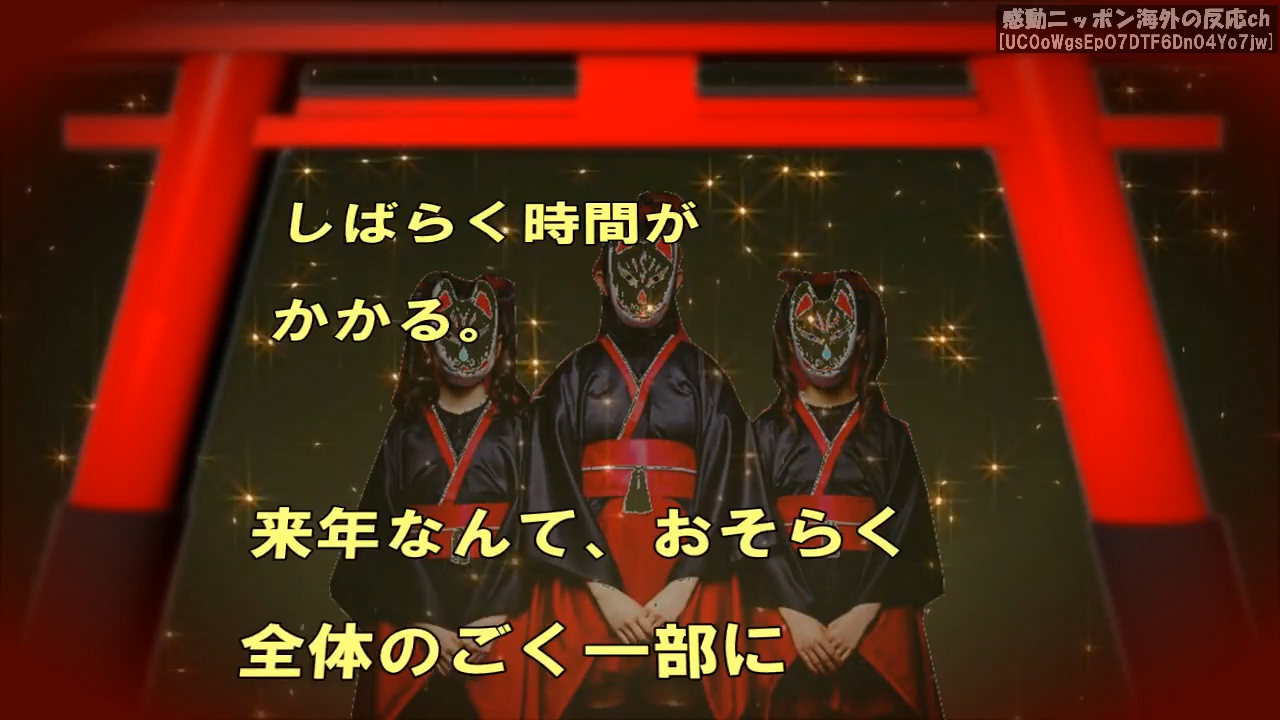 感動ニッポン海外の反応ch
[UCOoWgsEpO7DTF6DnO4Yo7jw]
しばらく時間が
かかる。
来年なんて、おそらく
全体のごく一部に